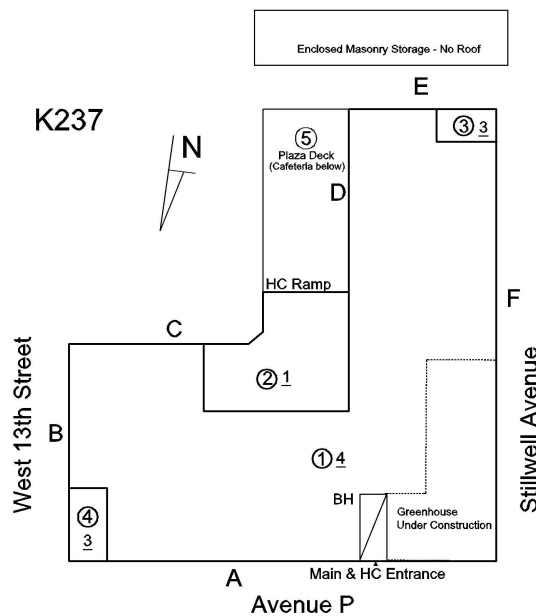 Enclosed Masonry Storage - No Roof
E
K237
N
5
Plaza Deck
(Cafeteria below)
3 3
D
HC Ramp
F
C
2 1
West 13th Street
B
Stillwell Avenue
1 4
4
3
BH
Greenhouse
Under Construction
A
Main & HC Entrance
Avenue P